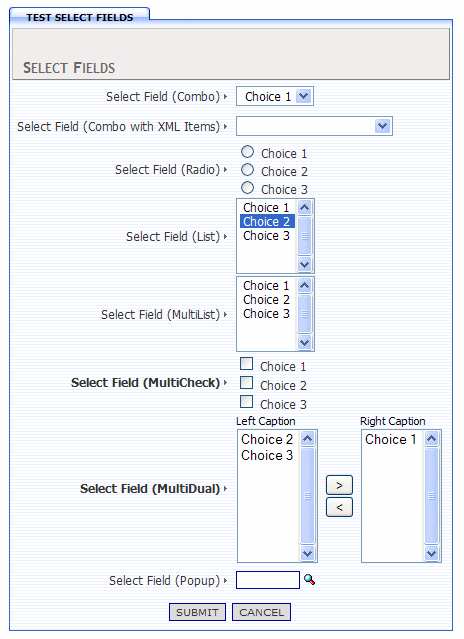 TEST SELECT FIELDS
SELECT FIELDS
Select Field (Combo) Choice 1
Select Field (Combo with XML Items)
Choice 1
Select Field (Radio) Choice 2
Choice 3
Choice 1
Choice 2
Select Field (List) Choice 3
Choice 1
Choice 2
Select Field (MultiList) Choice 3
Choice 1
Select Field (MultiCheck) Choice 2
Choice 3
Left Caption Right Caption
Choice 2 Choice 1
Choice 3
Select Field (MultiDual) >
<
Select Field (Popup)
SUBMIT CANCEL